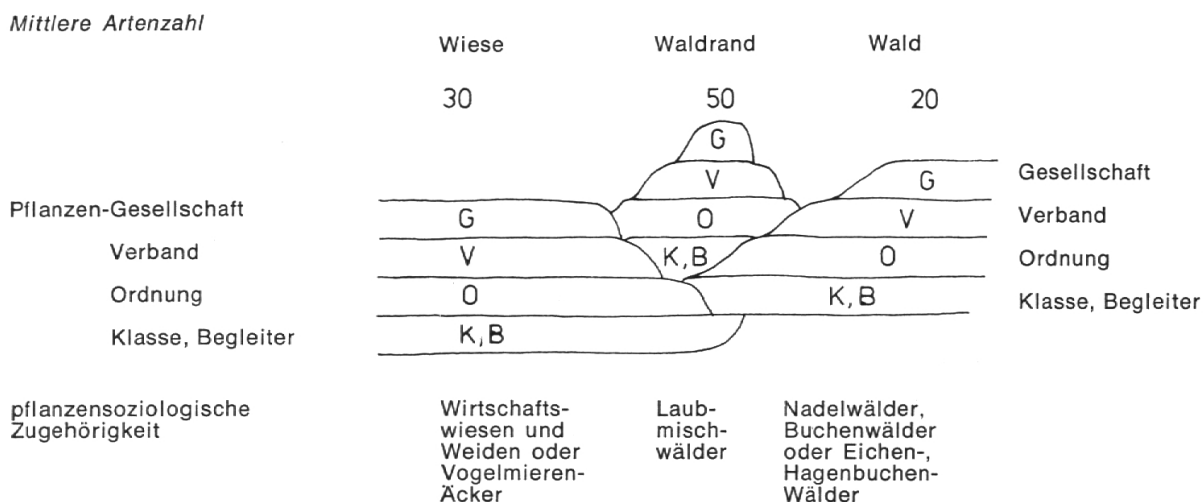 Mittlere Artenzahl
Wiese Waldrand Wald
30 50 20
G
V G Gesellschaft
Pflanzen-Gesellschaft G O V Verband
Verband V K,B O Ordnung
Ordnung O K,B Klasse, Begleiter
Klasse, Begleiter K,B
pflanzensoziologische Zugehörigkeit
Wirtschafts-
wiesen und
Weiden oder
Vogelmieren-
Äcker
Laub-
misch-
wälder
Nadelwälder,
Buchenwälder
oder Eichen-,
Hagenbuchen-
Wälder